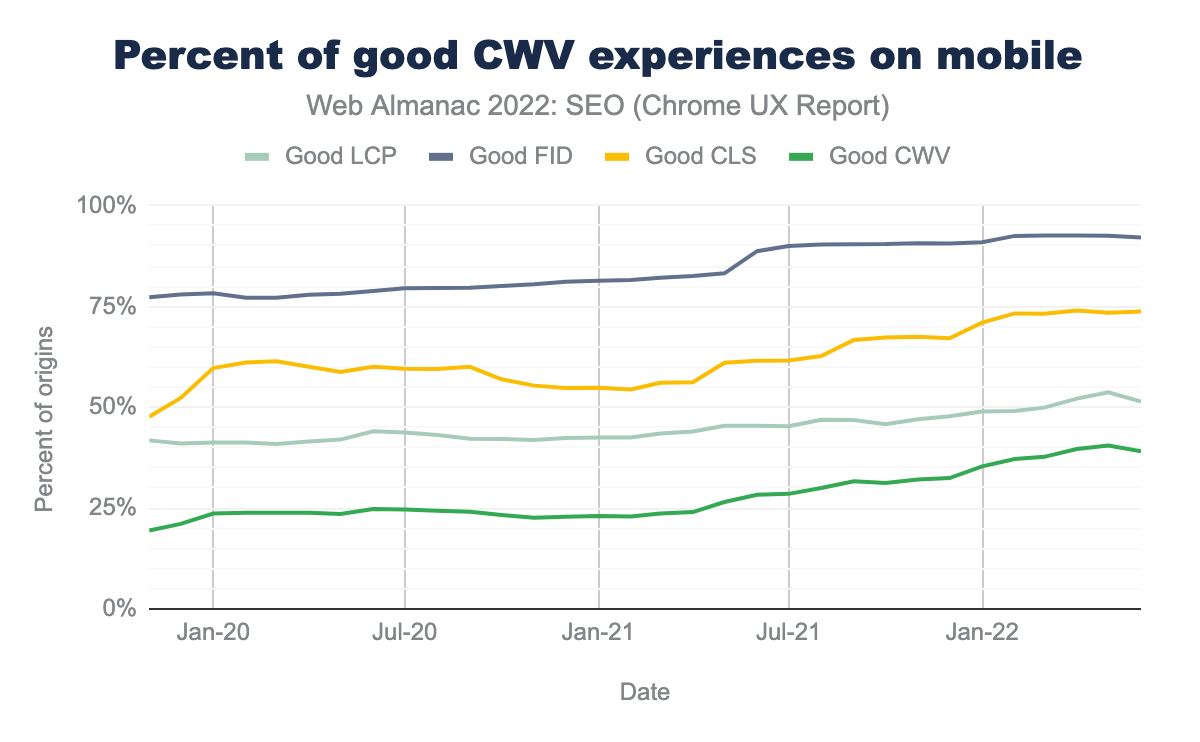 Percent of good CWV experiences on mobile
Web Almanac 2022: SEO (Chrome UX Report)
Good LCP Good FID Good CLS Good CWV
100%
75%
50%
25%
0%
Percent of origins
Jan-20 Jul-20 Jan-21 Jul-21 Jan-22
Date